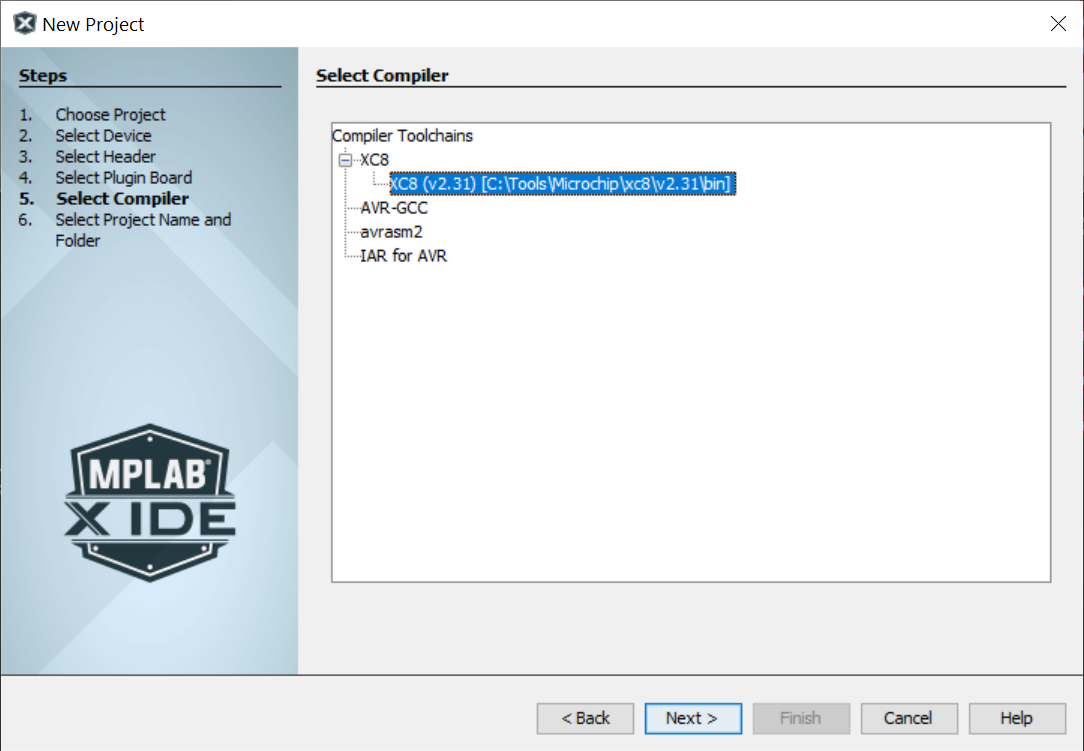 New Project
Steps
1. Choose Project
2. Select Device
3. Select Header
4. Select Plugin Board
5. Select Compiler
6. Select Project Name and
Folder
MPLAB®
X IDE
Select Compiler
Compiler Toolchains
XC8
XC8 (v2.31) [C:\Tools\Microchip\xc8\v2.31\bin]
AVR-GCC
avrasm2
IAR for AVR
< Back
Next >
Finish
Cancel
Help